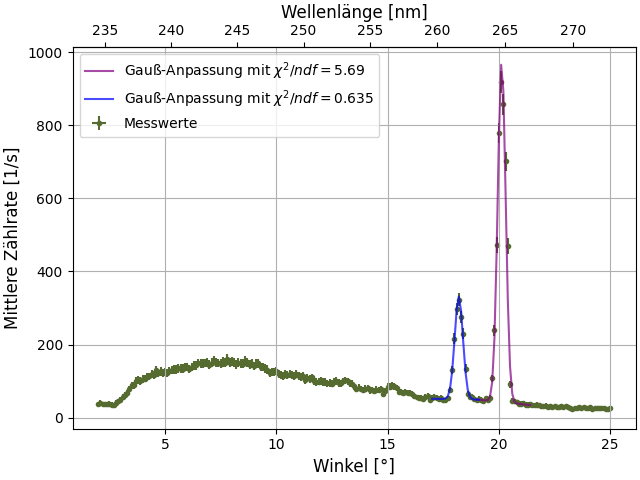 Wellenlänge [nm]
235 240 245 250 255 260 265 270
1000
800
600
400
200
0
Mittlere Zählrate [1/s]
Gauß-Anpassung mit χ²/ndf = 5.69
Gauß-Anpassung mit χ²/ndf = 0.635
Messwerte
5 10 15 20 25
Winkel [°]